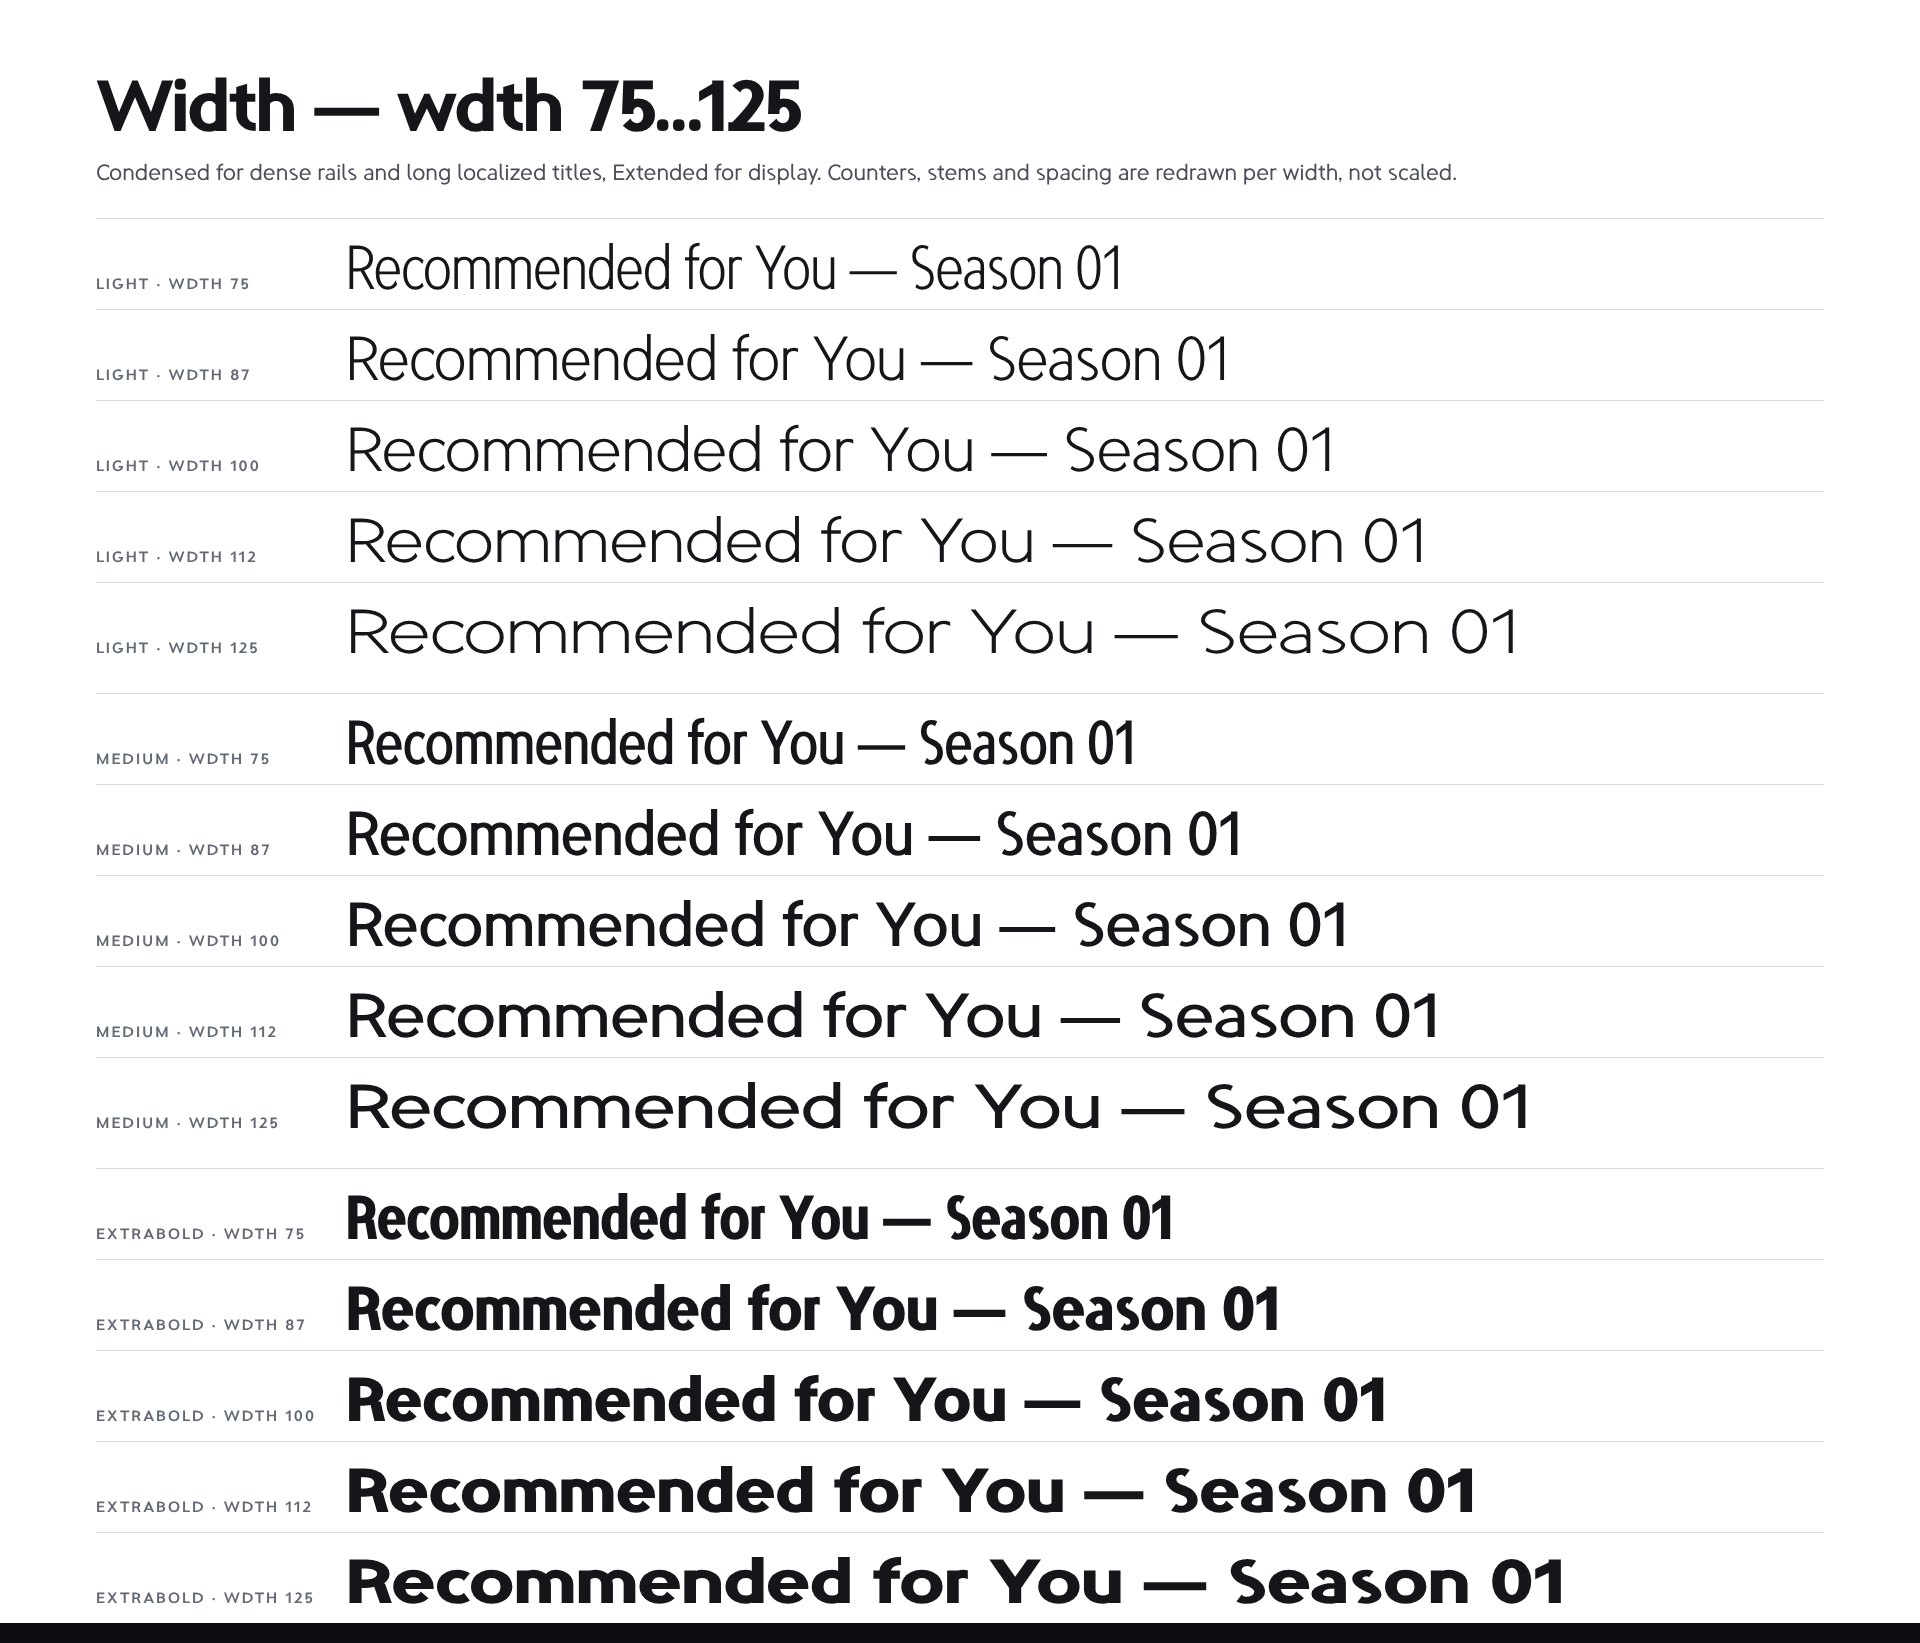 Width — wdth 75…125
Condensed for dense rails and long localized titles, Extended for display. Counters, stems and spacing are redrawn per width, not scaled.
LIGHT · WDTH 75 Recommended for You — Season 01
LIGHT · WDTH 87 Recommended for You — Season 01
LIGHT · WDTH 100 Recommended for You — Season 01
LIGHT · WDTH 112 Recommended for You — Season 01
LIGHT · WDTH 125 Recommended for You — Season 01
MEDIUM · WDTH 75 Recommended for You — Season 01
MEDIUM · WDTH 87 Recommended for You — Season 01
MEDIUM · WDTH 100 Recommended for You — Season 01
MEDIUM · WDTH 112 Recommended for You — Season 01
MEDIUM · WDTH 125 Recommended for You — Season 01
EXTRABOLD · WDTH 75 Recommended for You — Season 01
EXTRABOLD · WDTH 87 Recommended for You — Season 01
EXTRABOLD · WDTH 100 Recommended for You — Season 01
EXTRABOLD · WDTH 112 Recommended for You — Season 01
EXTRABOLD · WDTH 125 Recommended for You — Season 01